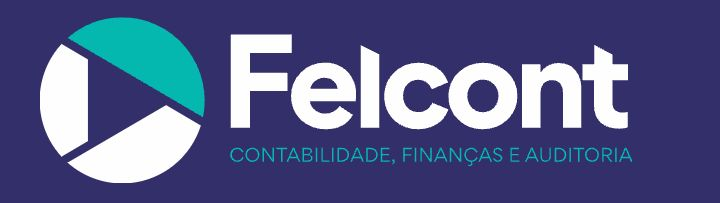 Felcont
CONTABILIDADE, FINANÇAS E AUDITORIA